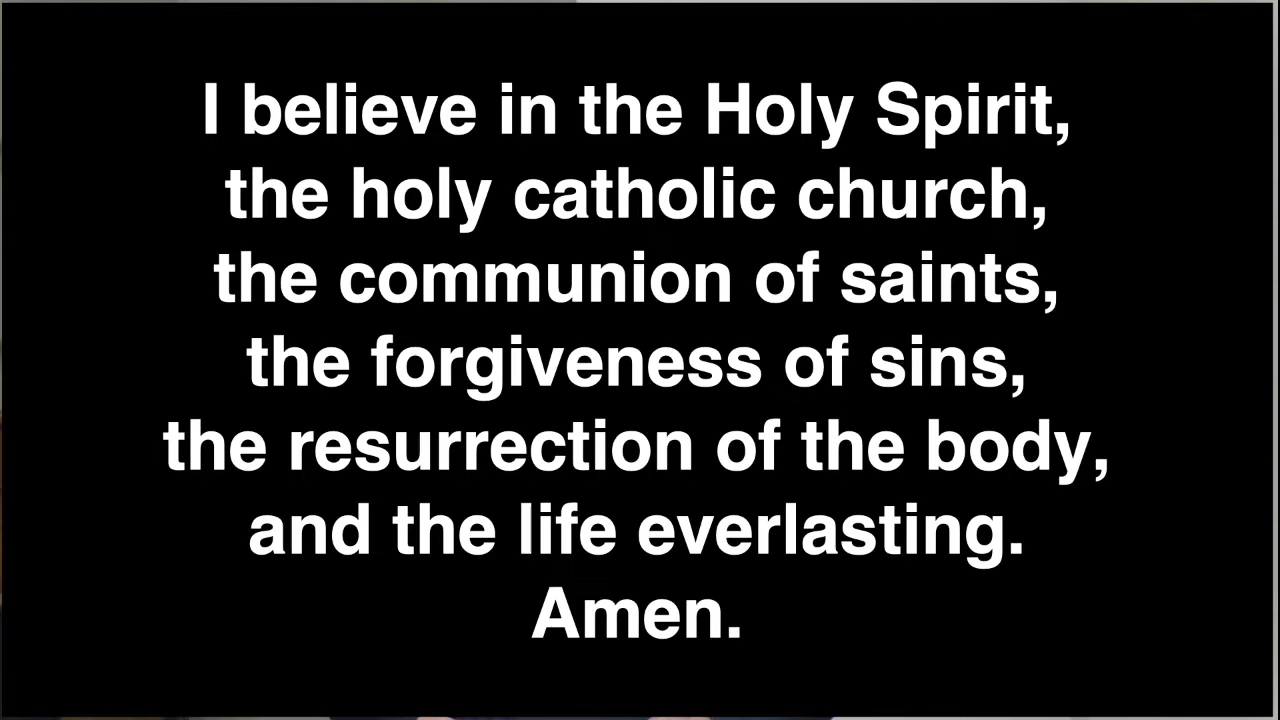 I believe in the Holy Spirit,
the holy catholic church,
the communion of saints,
the forgiveness of sins,
the resurrection of the body,
and the life everlasting.
Amen.